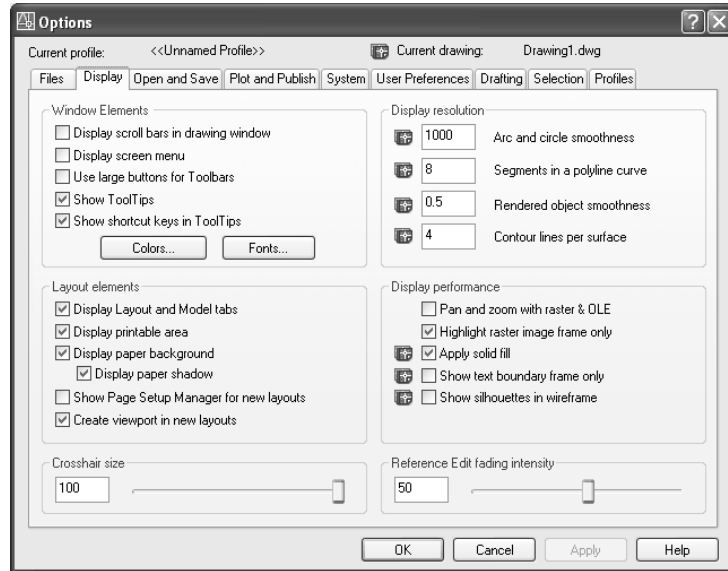 Options
Current profile: <<Unnamed Profile>> Current drawing: Drawing1.dwg
Files Display Open and Save Plot and Publish System User Preferences Drafting Selection Profiles
Window Elements
Display scroll bars in drawing window
Display screen menu
Use large buttons for Toolbars
Show ToolTips
Show shortcut keys in ToolTips
Colors... Fonts...
Display resolution
1000 Arc and circle smoothness
8 Segments in a polyline curve
0.5 Rendered object smoothness
4 Contour lines per surface
Layout elements
Display Layout and Model tabs
Display printable area
Display paper background
Display paper shadow
Show Page Setup Manager for new layouts
Create viewport in new layouts
Display performance
Pan and zoom with raster & OLE
Highlight raster image frame only
Apply solid fill
Show text boundary frame only
Show silhouettes in wireframe
Crosshair size
100
Reference Edit fading intensity
50
OK Cancel Apply Help